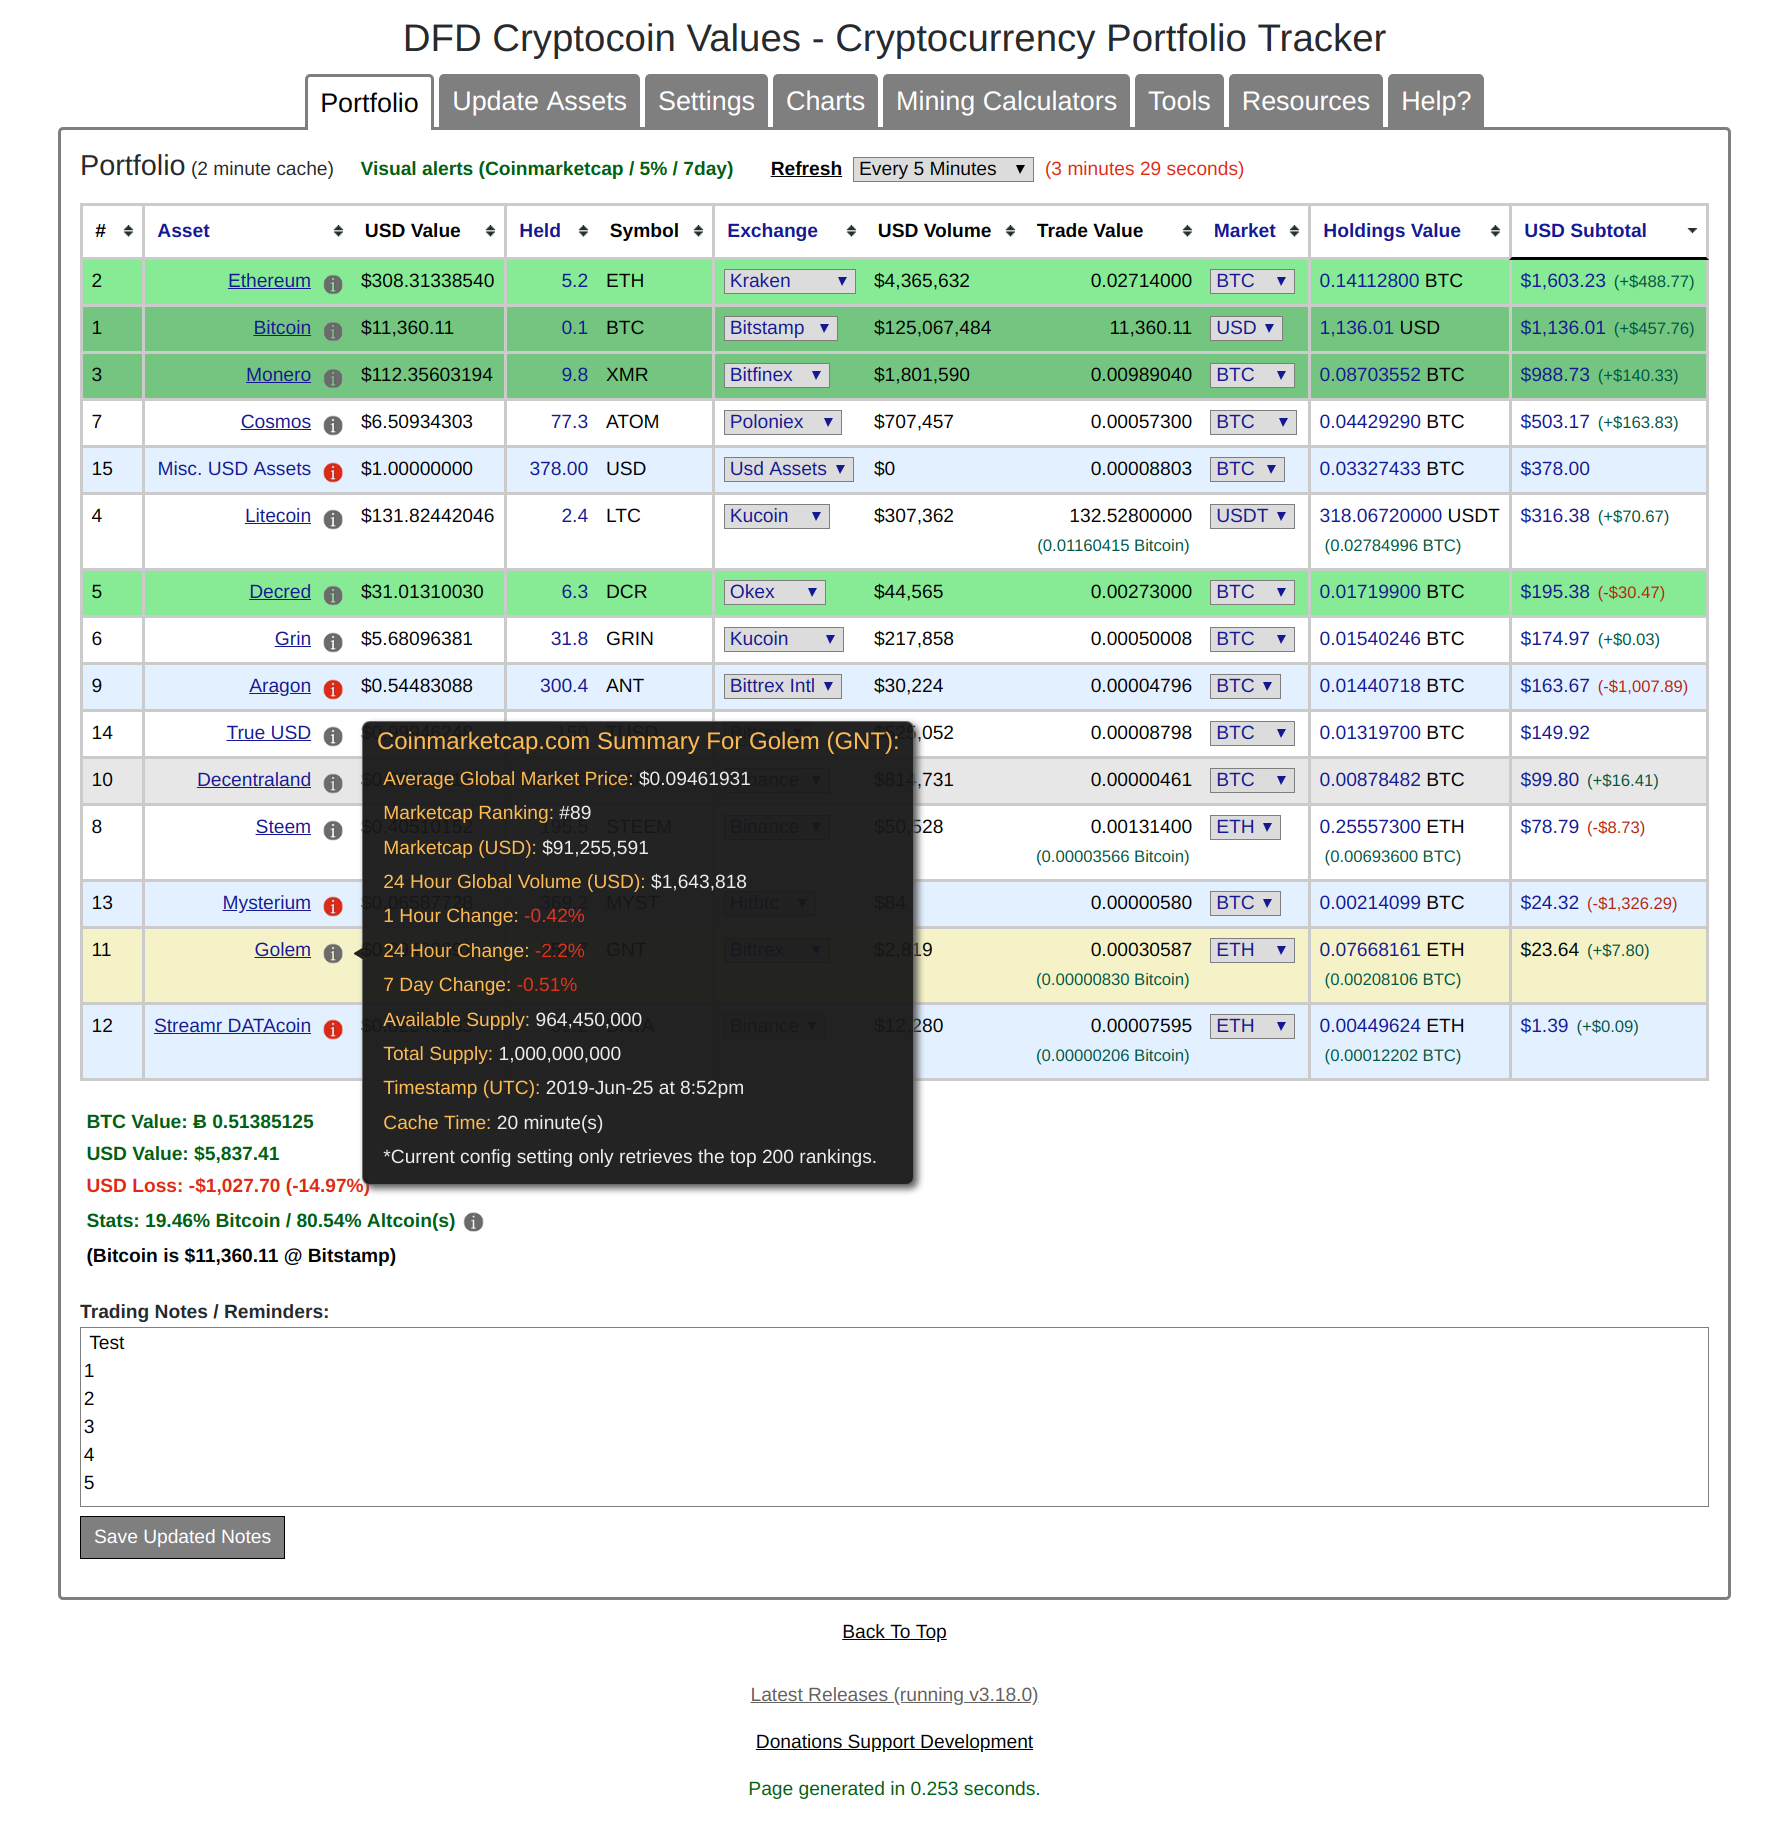 DFD Cryptocoin Values - Cryptocurrency Portfolio Tracker
Portfolio Update Assets Settings Charts Mining Calculators Tools Resources Help?
Portfolio (2 minute cache) Visual alerts (Coinmarketcap / 5% / 7day) Refresh Every 5 Minutes (3 minutes 29 seconds)
# Asset USD Value Held Symbol Exchange USD Volume Trade Value Market Holdings Value USD Subtotal
2 Ethereum $308.31338540 5.2 ETH Kraken $4,365,632 0.02714000 BTC 0.14112800 BTC $1,603.23 (+$488.77)
1 Bitcoin $11,360.11 0.1 BTC Bitstamp $125,067,484 11,360.11 USD 1,136.01 USD $1,136.01 (+$457.76)
3 Monero $112.35603194 9.8 XMR Bitfinex $1,801,590 0.00989040 BTC 0.08703552 BTC $988.73 (+$140.33)
7 Cosmos $6.50934303 77.3 ATOM Poloniex $707,457 0.00057300 BTC 0.04429290 BTC $503.17 (+$163.83)
15 Misc. USD Assets $1.00000000 378.00 USD Usd Assets $0 0.00008803 BTC 0.03327433 BTC $378.00
4 Litecoin $131.82442046 2.4 LTC Kucoin $307,362 132.52800000 USDT 318.06720000 USDT $316.38 (+$70.67)
(0.01160415 Bitcoin) (0.02784996 BTC)
5 Decred $31.01310030 6.3 DCR Okex $44,565 0.00273000 BTC 0.01719900 BTC $195.38 (-$30.47)
6 Grin $5.68096381 31.8 GRIN Kucoin $217,858 0.00050008 BTC 0.01540246 BTC $174.97 (+$0.03)
9 Aragon $0.54483088 300.4 ANT Bittrex Intl $30,224 0.00004796 BTC 0.01440718 BTC $163.67 (-$1,007.89)
14 True USD 0.00008798 BTC 0.01319700 BTC $149.92
10 Decentraland $814,731 0.00000461 BTC 0.00878482 BTC $99.80 (+$16.41)
8 Steem STEEM Binance $50,528 0.00131400 ETH 0.25557300 ETH $78.79 (-$8.73)
(0.00003566 Bitcoin) (0.00693600 BTC)
13 Mysterium MYST Hitbtc $84 0.00000580 BTC 0.00214099 BTC $24.32 (-$1,326.29)
11 Golem GNT Bittrex $2,819 0.00030587 ETH 0.07668161 ETH $23.64 (+$7.80)
(0.00000830 Bitcoin) (0.00208106 BTC)
12 Streamr DATAcoin Binance $12,280 0.00007595 ETH 0.00449624 ETH $1.39 (+$0.09)
(0.00000206 Bitcoin) (0.00012202 BTC)
Coinmarketcap.com Summary For Golem (GNT):
Average Global Market Price: $0.09461931
Marketcap Ranking: #89
Marketcap (USD): $91,255,591
24 Hour Global Volume (USD): $1,643,818
1 Hour Change: -0.42%
24 Hour Change: -2.2%
7 Day Change: -0.51%
Available Supply: 964,450,000
Total Supply: 1,000,000,000
Timestamp (UTC): 2019-Jun-25 at 8:52pm
Cache Time: 20 minute(s)
*Current config setting only retrieves the top 200 rankings.
BTC Value: Ƀ 0.51385125
USD Value: $5,837.41
USD Loss: -$1,027.70 (-14.97%)
Stats: 19.46% Bitcoin / 80.54% Altcoin(s)
(Bitcoin is $11,360.11 @ Bitstamp)
Trading Notes / Reminders:
Test
1
2
3
4
5
Save Updated Notes
Back To Top
Latest Releases (running v3.18.0)
Donations Support Development
Page generated in 0.253 seconds.